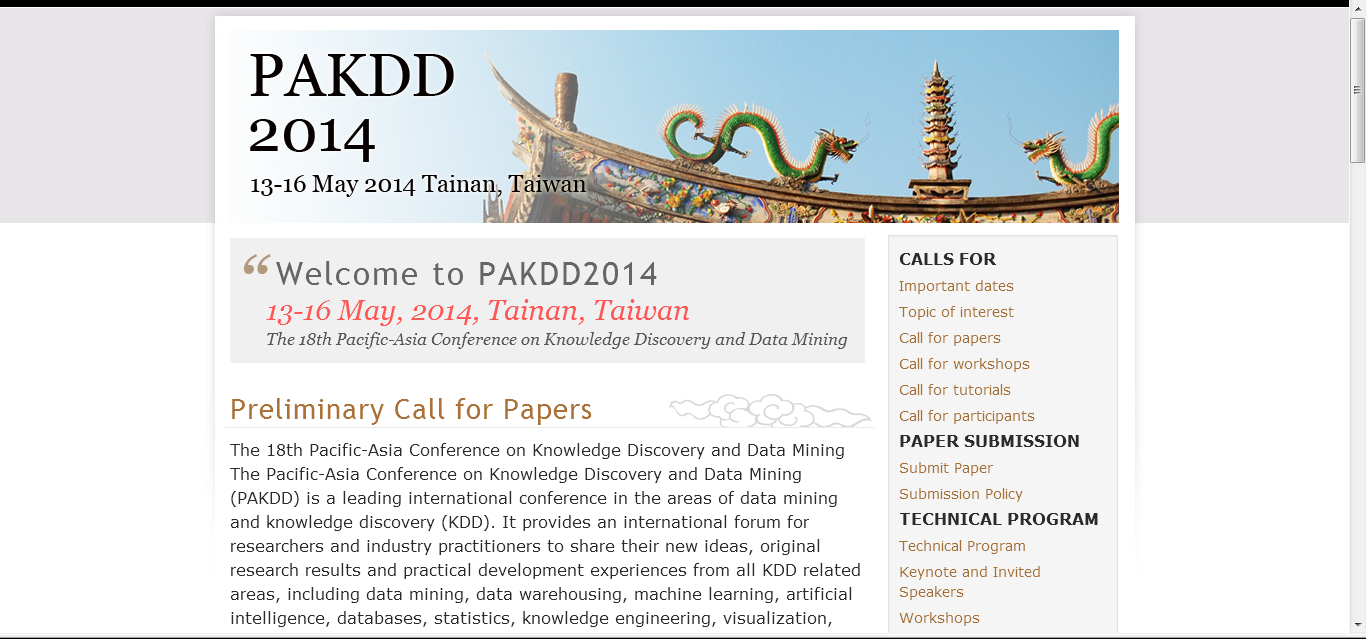 PAKDD
2014
13-16 May 2014 Tainan, Taiwan
“ Welcome to PAKDD2014
13-16 May, 2014, Tainan, Taiwan
The 18th Pacific-Asia Conference on Knowledge Discovery and Data Mining
Preliminary Call for Papers
The 18th Pacific-Asia Conference on Knowledge Discovery and Data Mining
The Pacific-Asia Conference on Knowledge Discovery and Data Mining
(PAKDD) is a leading international conference in the areas of data mining
and knowledge discovery (KDD). It provides an international forum for
researchers and industry practitioners to share their new ideas, original
research results and practical development experiences from all KDD related
areas, including data mining, data warehousing, machine learning, artificial
intelligence, databases, statistics, knowledge engineering, visualization,
CALLS FOR
Important dates
Topic of interest
Call for papers
Call for workshops
Call for tutorials
Call for participants
PAPER SUBMISSION
Submit Paper
Submission Policy
TECHNICAL PROGRAM
Technical Program
Keynote and Invited
Speakers
Workshops